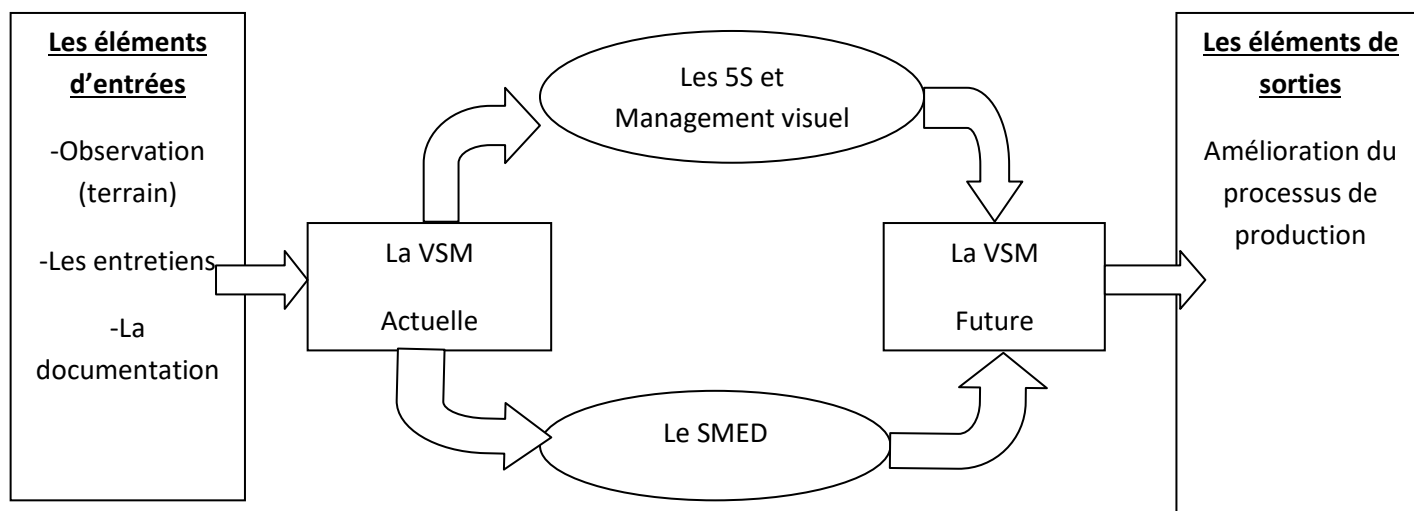 Les éléments
d’entrées
-Observation
(terrain)
-Les entretiens
-La
documentation
La VSM
Actuelle
Les 5S et
Management visuel
Le SMED
La VSM
Future
Les éléments de
sorties
Amélioration du
processus de
production